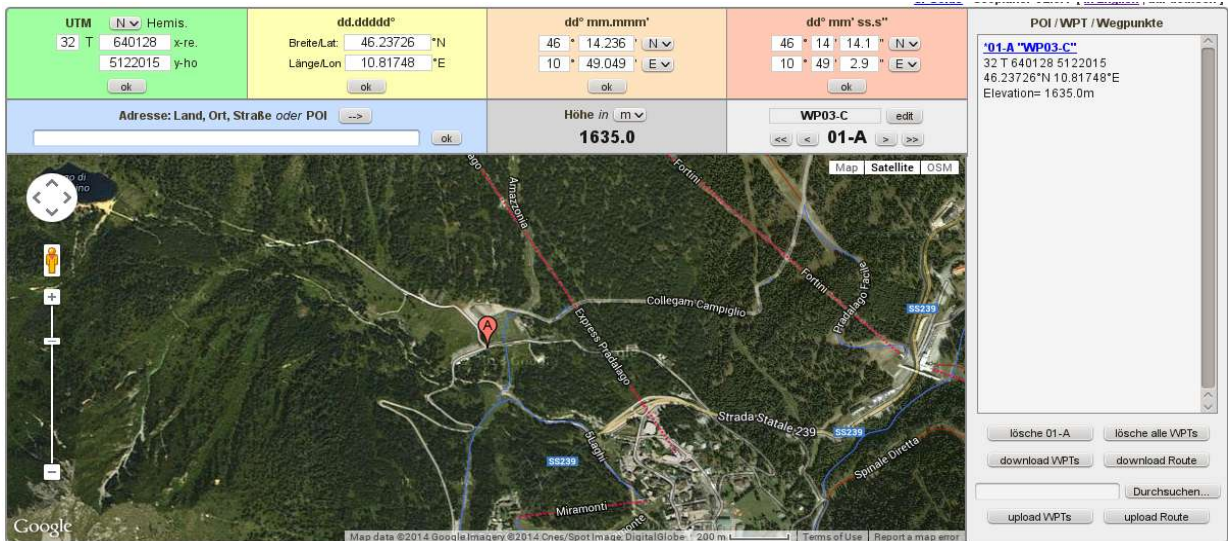 UTM N Hemis.
32 T 640128 x-re.
5122015 y-ho
ok
dd.ddddd°
Breite/Lat: 46.23726 °N
Länge/Lon 10.81748 °E
ok
dd° mm.mmm'
46 ° 14.236 ' N
10 ° 49.049 ' E
ok
dd° mm' ss.s"
46 ° 14 ' 14.1 " N
10 ° 49 ' 2.9 " E
ok
Adresse: Land, Ort, Straße oder POI -->
ok
Höhe in m
1635.0
WP03-C edit
<< < 01-A > >>
POI / WPT / Wegpunkte
'01-A "WP03-C"
32 T 640128 5122015
46.23726°N 10.81748°E
Elevation= 1635.0m
lösche 01-A lösche alle WPTs
download WPTs download Route
Durchsuchen...
upload WPTs upload Route
Map Satellite OSM
Amazzonia
Fortini
Fortini
Pradalago Facile
SS239
Collegam Campiglio
A
Express Pradalago
Strada Statale 239 SS239
Spinale Diretta
5Laghi
SS239
Miramonti
Google
Map data ©2014 Google Imagery ©2014 Cnes/Spot Image, DigitalGlobe 200 m Terms of Use Report a map error